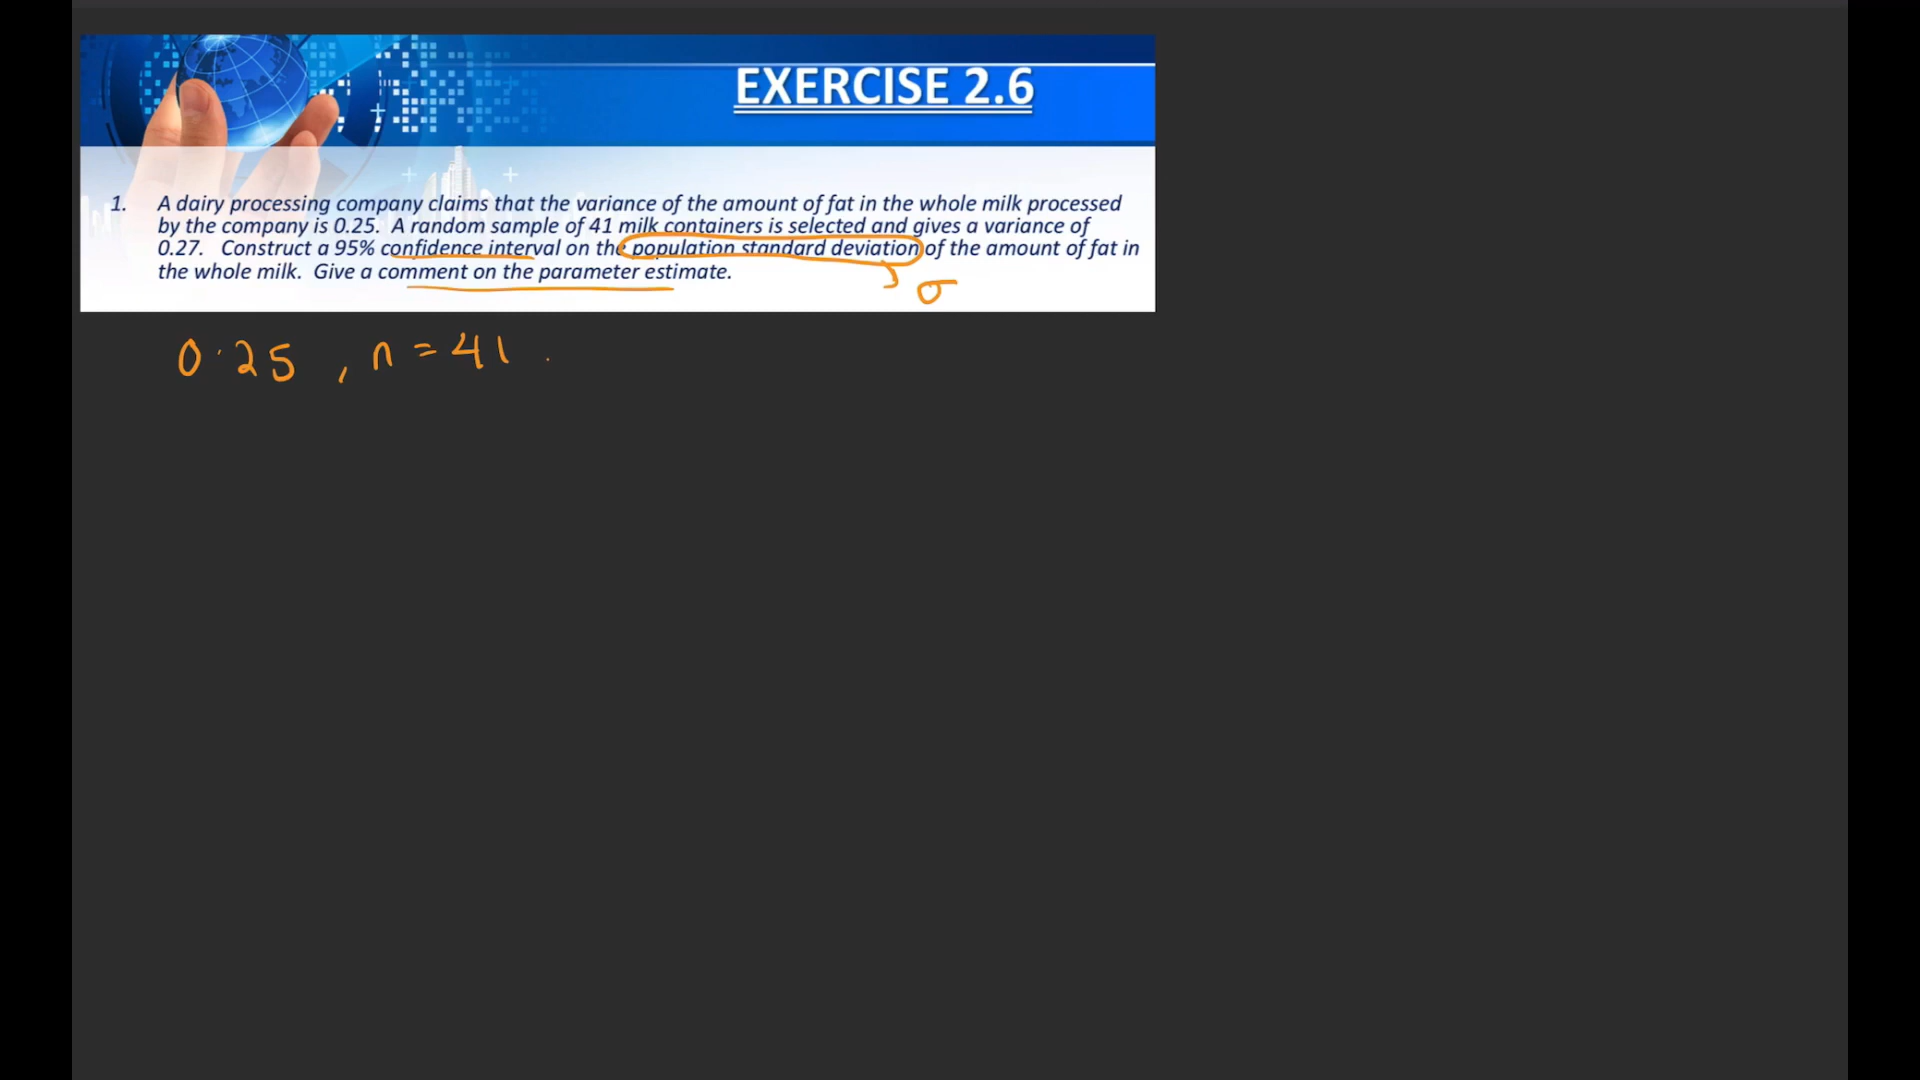 EXERCISE 2.6
1. A dairy processing company claims that the variance of the amount of fat in the whole milk processed
by the company is 0.25. A random sample of 41 milk containers is selected and gives a variance of
0.27. Construct a 95% confidence interval on the population standard deviation of the amount of fat in
the whole milk. Give a comment on the parameter estimate.
σ
0.25 , n = 41